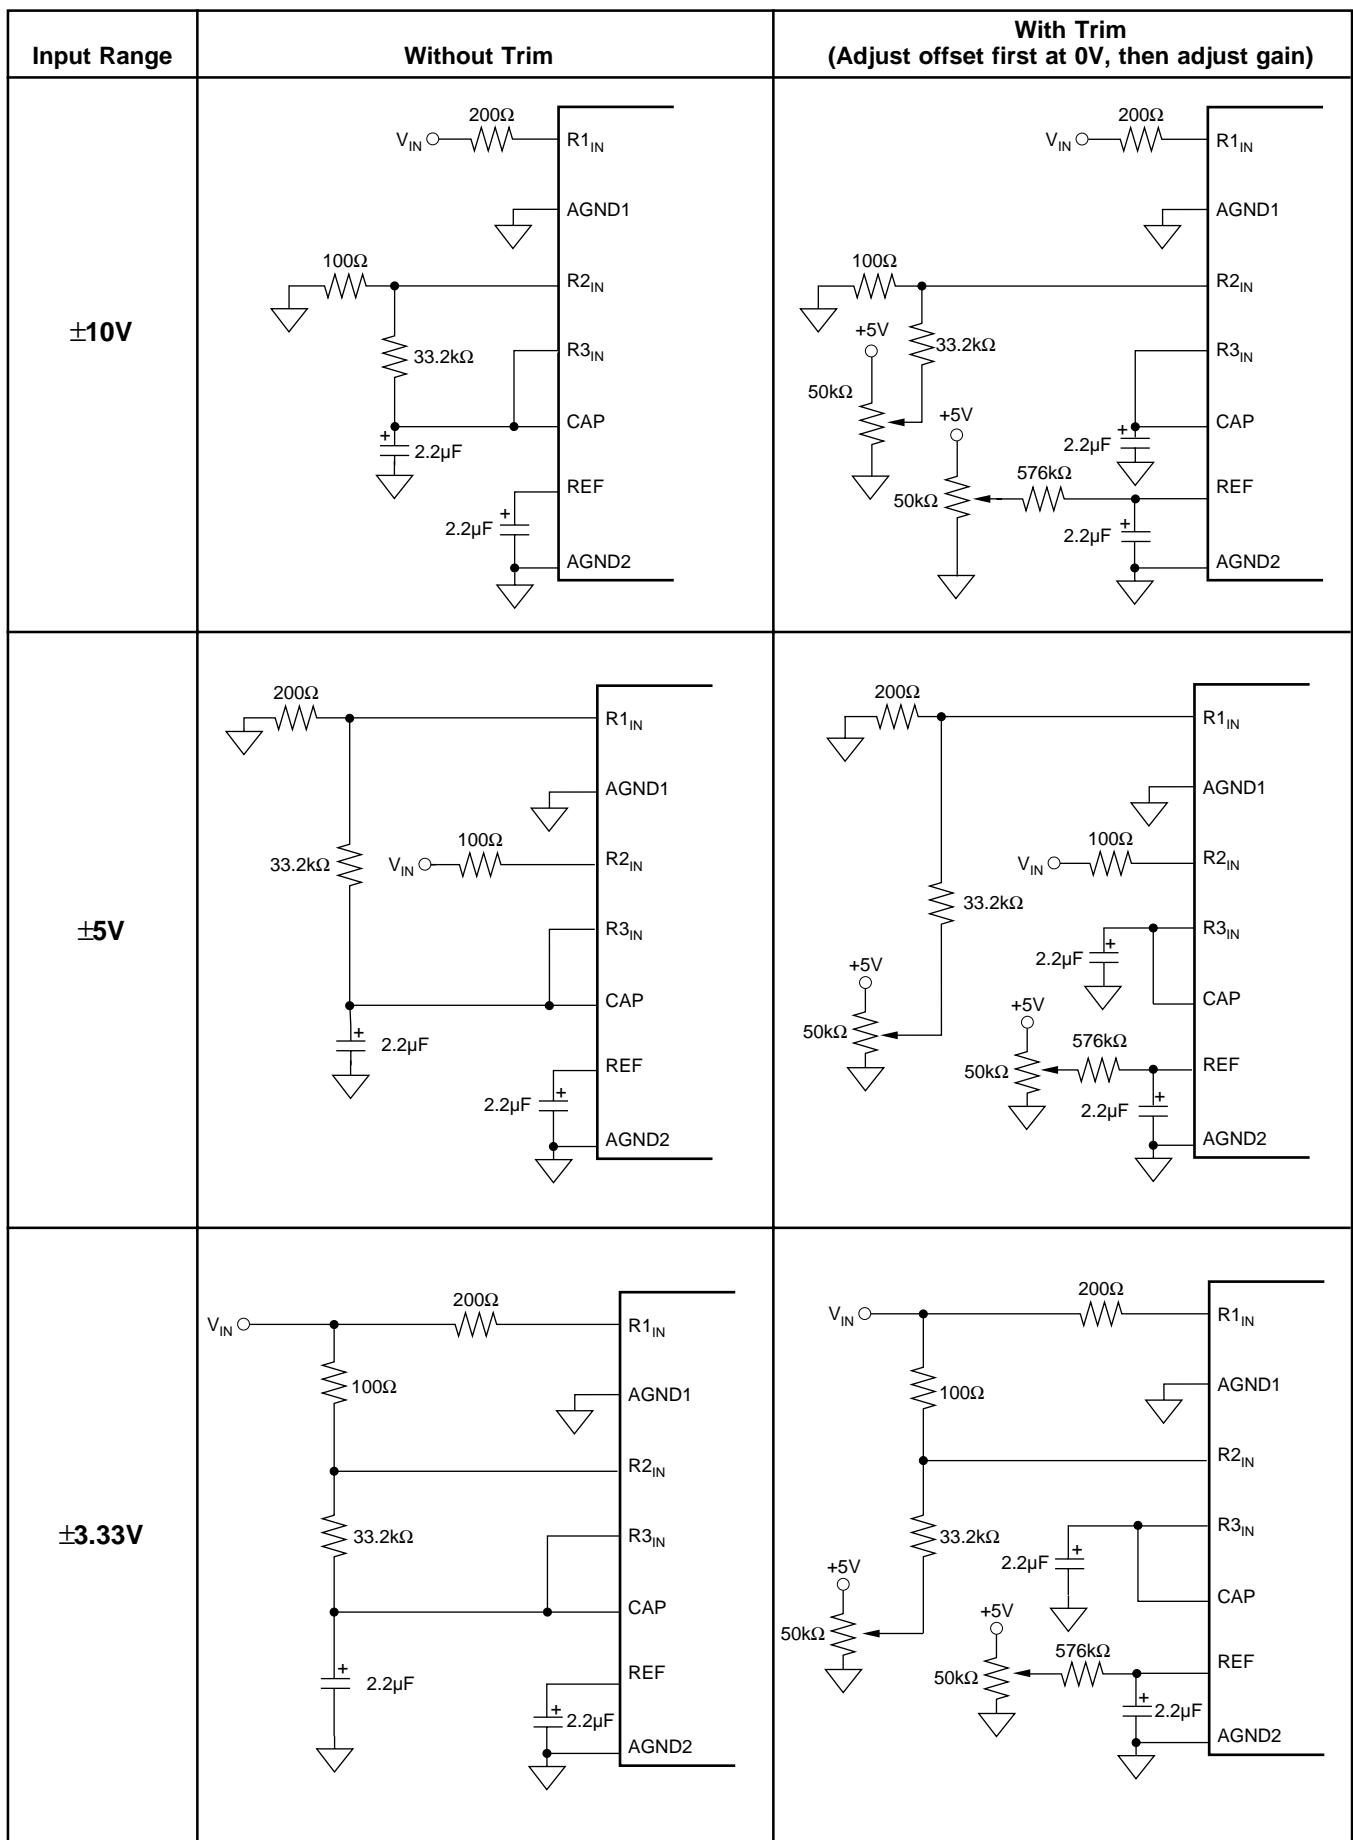 Input Range
Without Trim
With Trim
(Adjust offset first at 0V, then adjust gain)
±10V
200Ω
V_IN
R1_IN
AGND1
100Ω
R2_IN
33.2kΩ
R3_IN
CAP
+
2.2µF
REF
+
2.2µF
AGND2
200Ω
V_IN
R1_IN
AGND1
100Ω
R2_IN
+5V
33.2kΩ
R3_IN
50kΩ
+5V
CAP
+
2.2µF
576kΩ
REF
50kΩ
+
2.2µF
AGND2
±5V
200Ω
R1_IN
AGND1
100Ω
33.2kΩ
V_IN
R2_IN
R3_IN
CAP
+
2.2µF
REF
+
2.2µF
AGND2
200Ω
R1_IN
AGND1
100Ω
V_IN
R2_IN
33.2kΩ
R3_IN
+
2.2µF
+5V
CAP
+5V
50kΩ
576kΩ
REF
50kΩ
+
2.2µF
AGND2
±3.33V
200Ω
V_IN
R1_IN
100Ω
AGND1
R2_IN
33.2kΩ
R3_IN
CAP
+
2.2µF
REF
+
2.2µF
AGND2
200Ω
V_IN
R1_IN
100Ω
AGND1
R2_IN
33.2kΩ
R3_IN
+
2.2µF
+5V
CAP
+5V
50kΩ
576kΩ
REF
50kΩ
+
2.2µF
AGND2